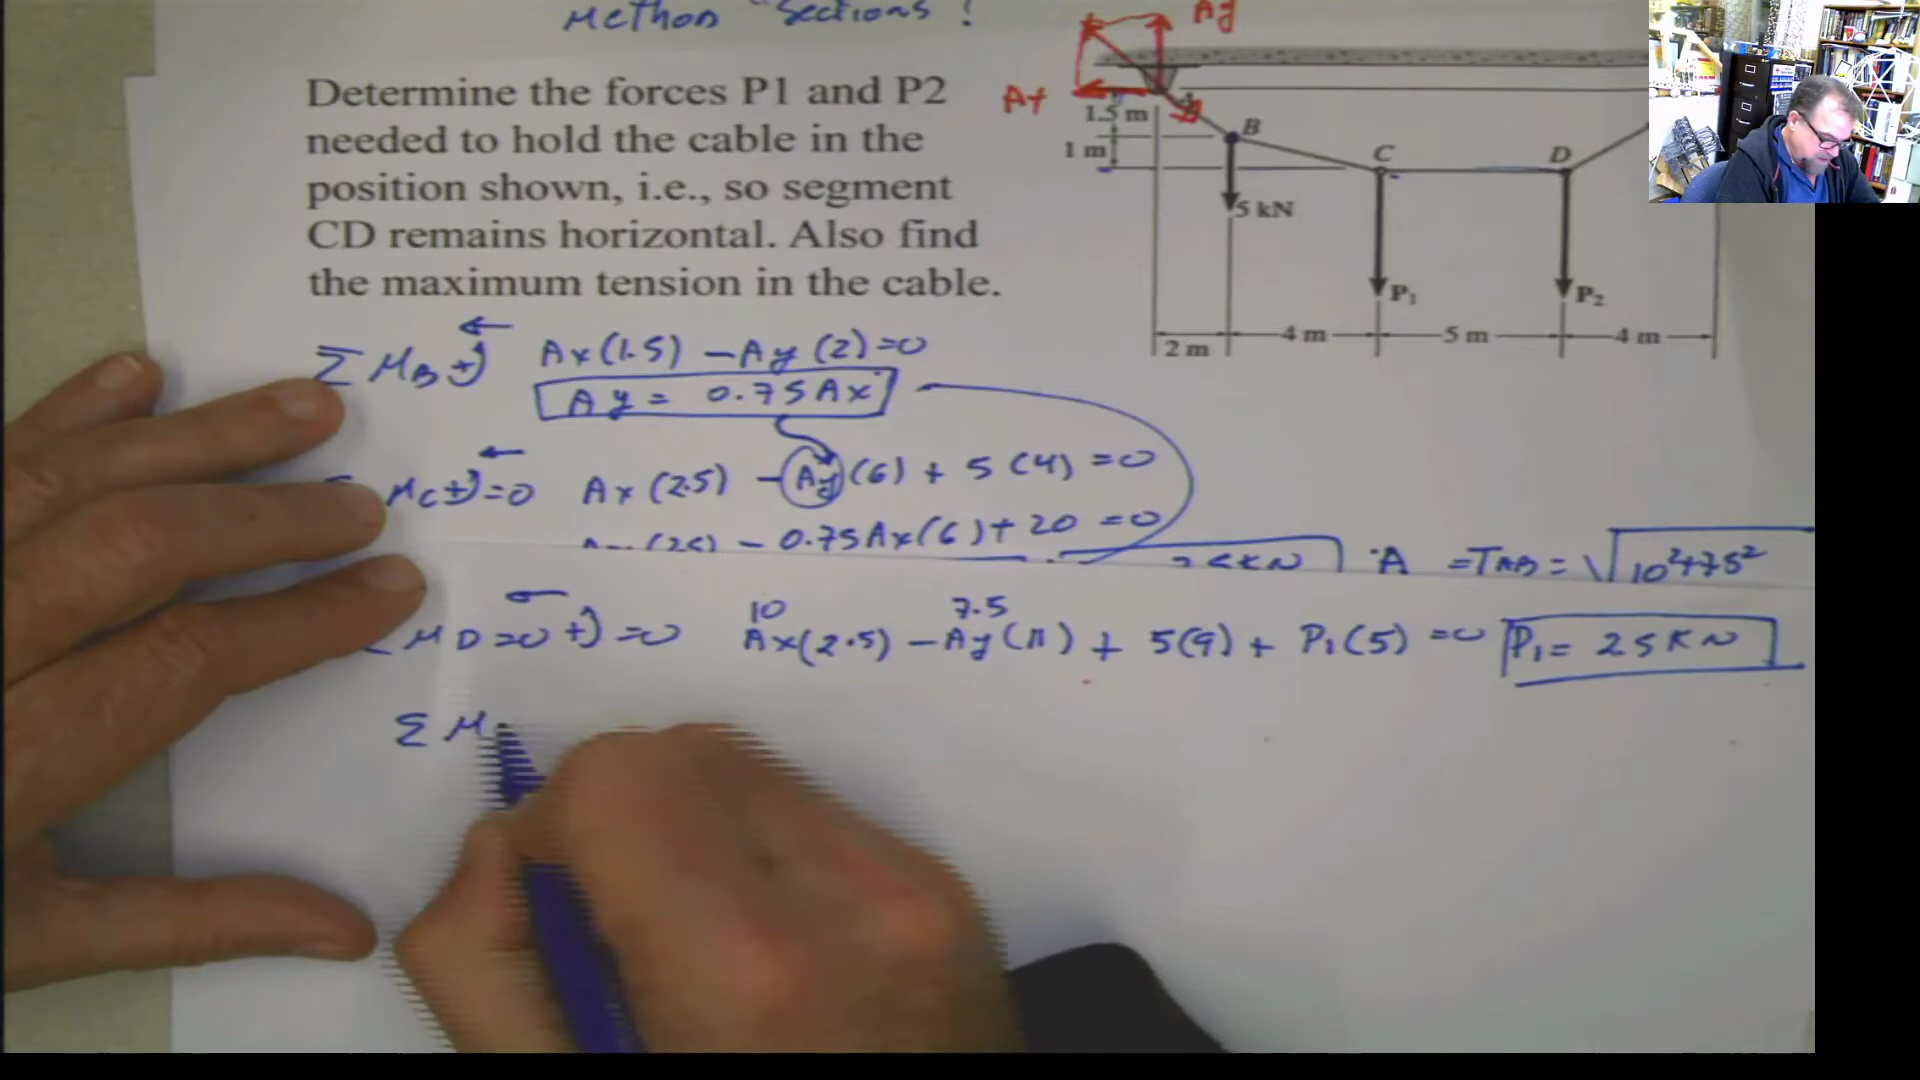 Method Sections !
Determine the forces P1 and P2
needed to hold the cable in the
position shown, i.e., so segment
CD remains horizontal. Also find
the maximum tension in the cable.
Ay
Ax
1.5 m
1 m
B
C
D
5 kN
P₁
P₂
2 m
4 m
5 m
4 m
Σ MB +) Ax(1.5) - Ay(2)=0
Ay = 0.75Ax
Mc+)=0 Ax(2.5) - Ay(6) + 5(4) =0
- 0.75Ax(6)+ 20 =0
A =TAB = √10²+7.5²
10 7.5
MD=0 +)=0 Ax(2.5) - Ay(11) + 5(9) + P₁(5) =0 P₁= 2.5KN
Σ M